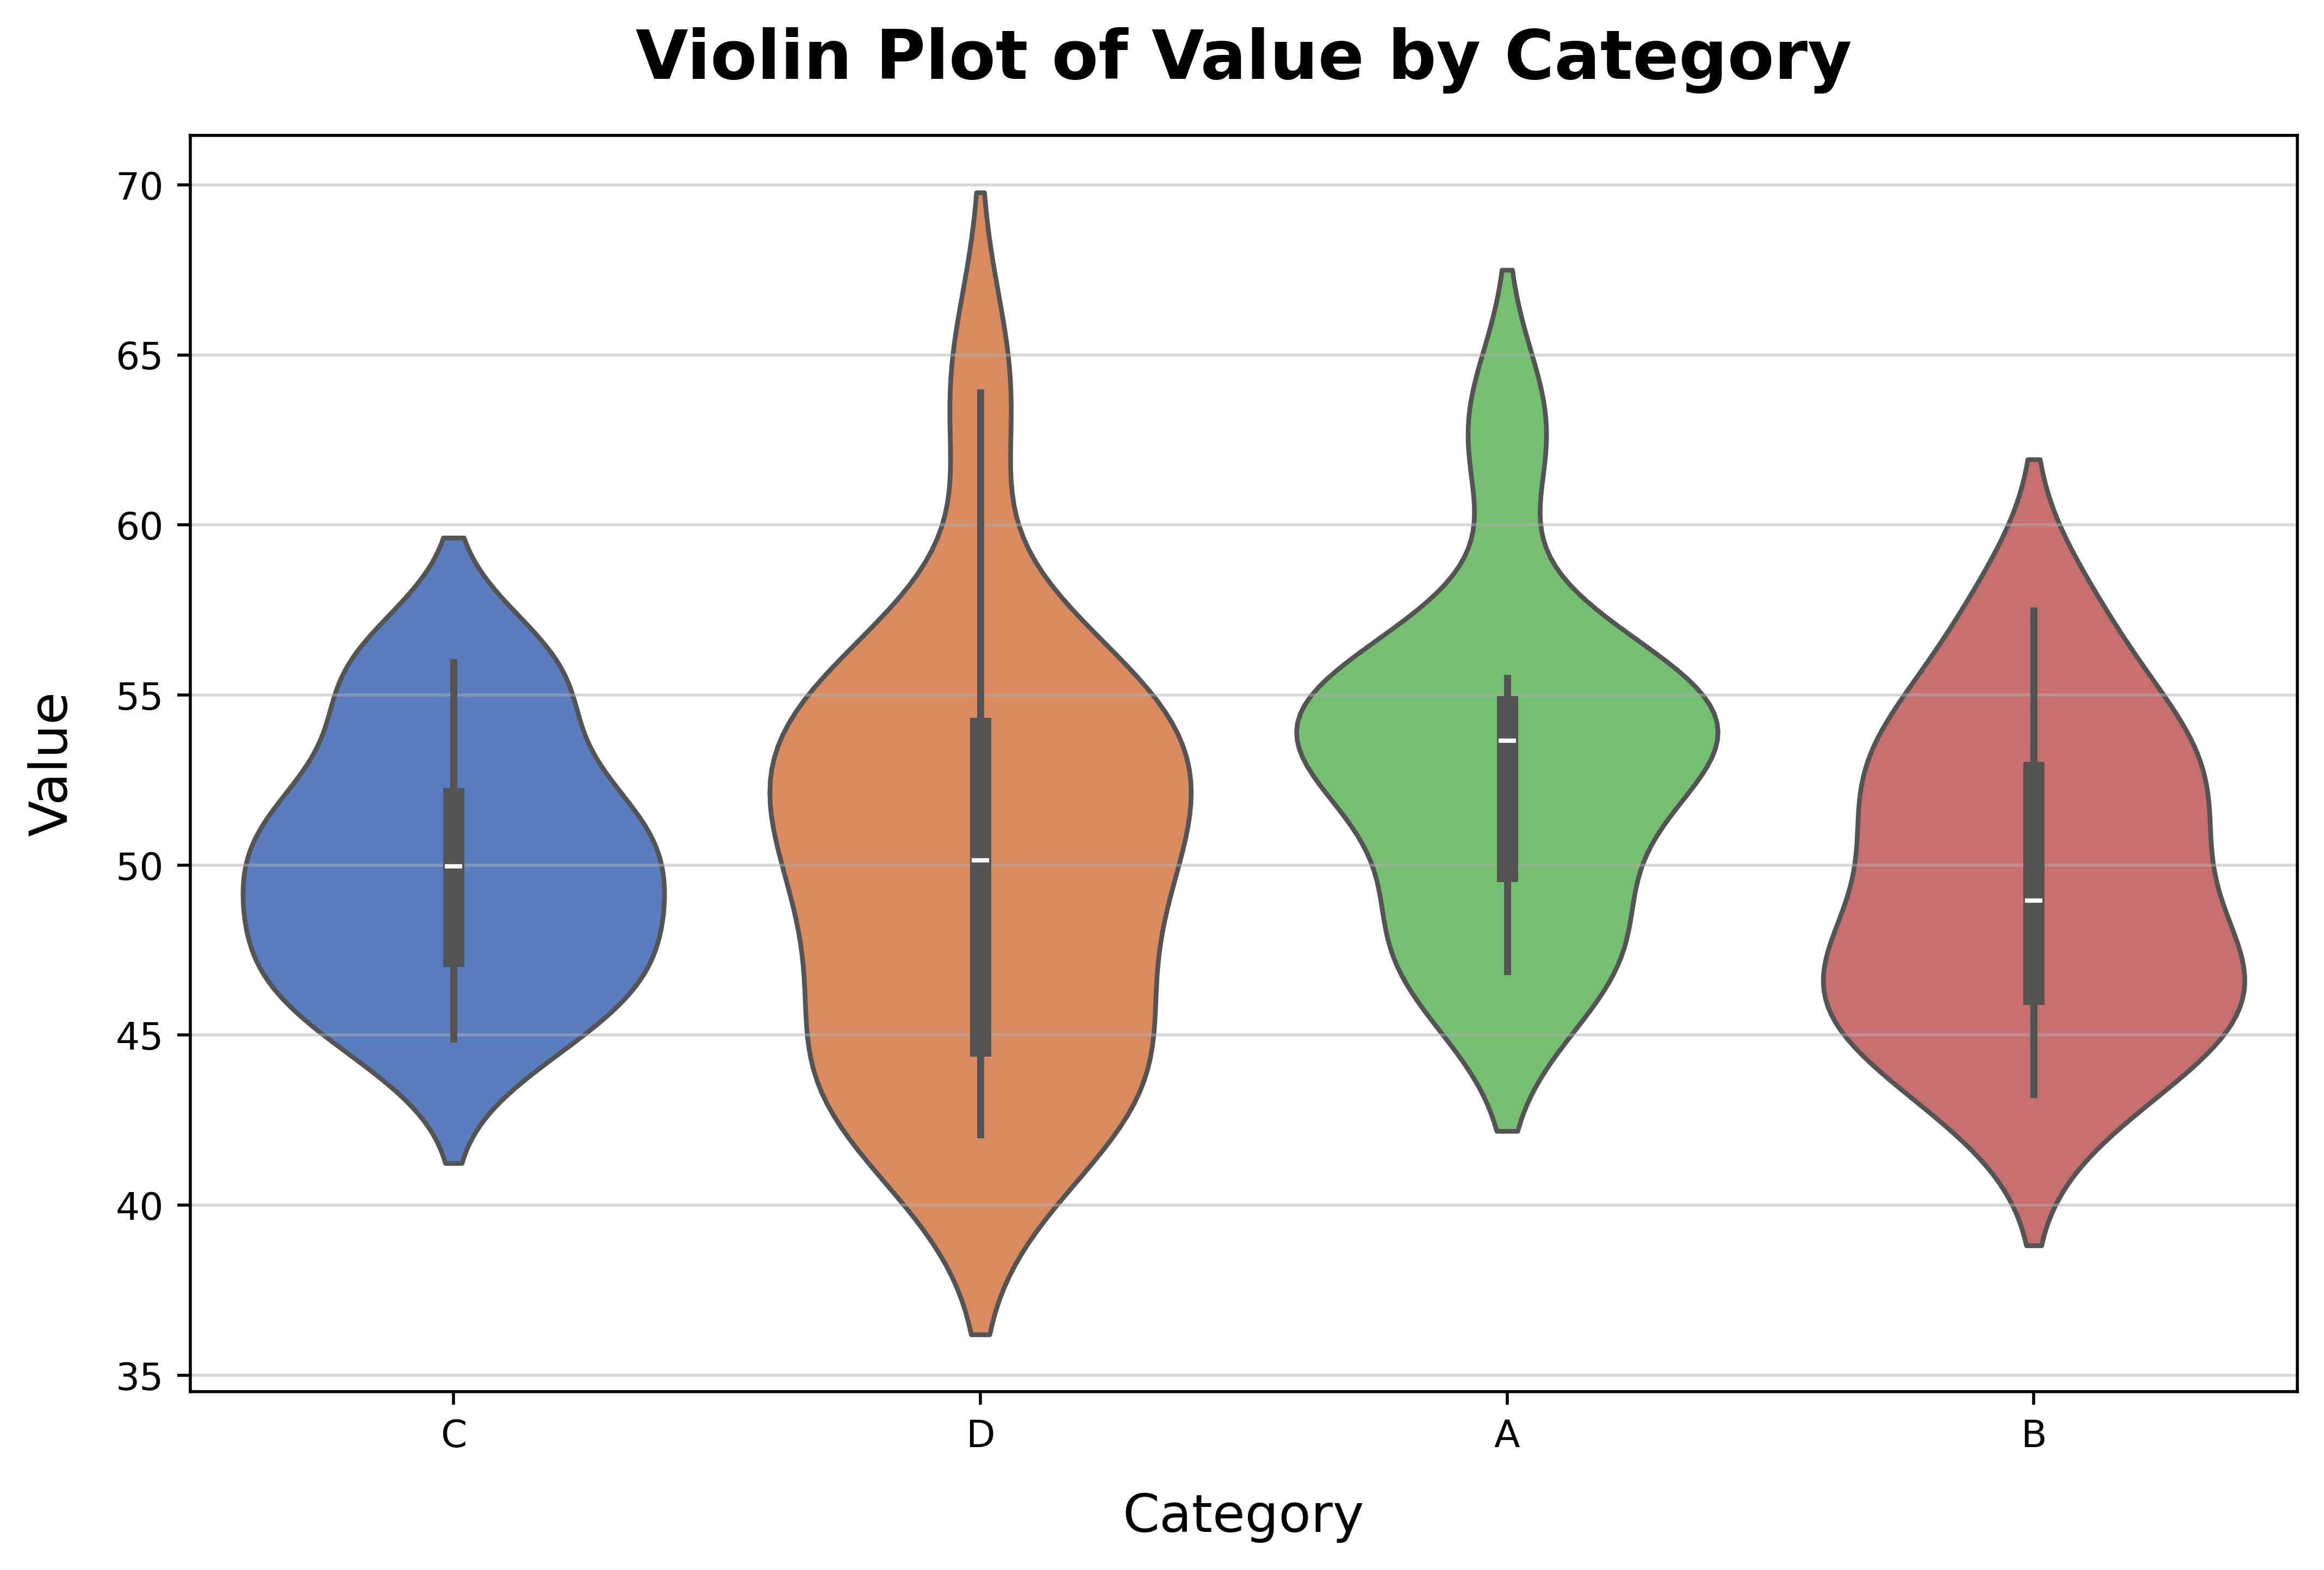 Violin Plot of Value by Category
Value
70
65
60
55
50
45
40
35
C
D
A
B
Category